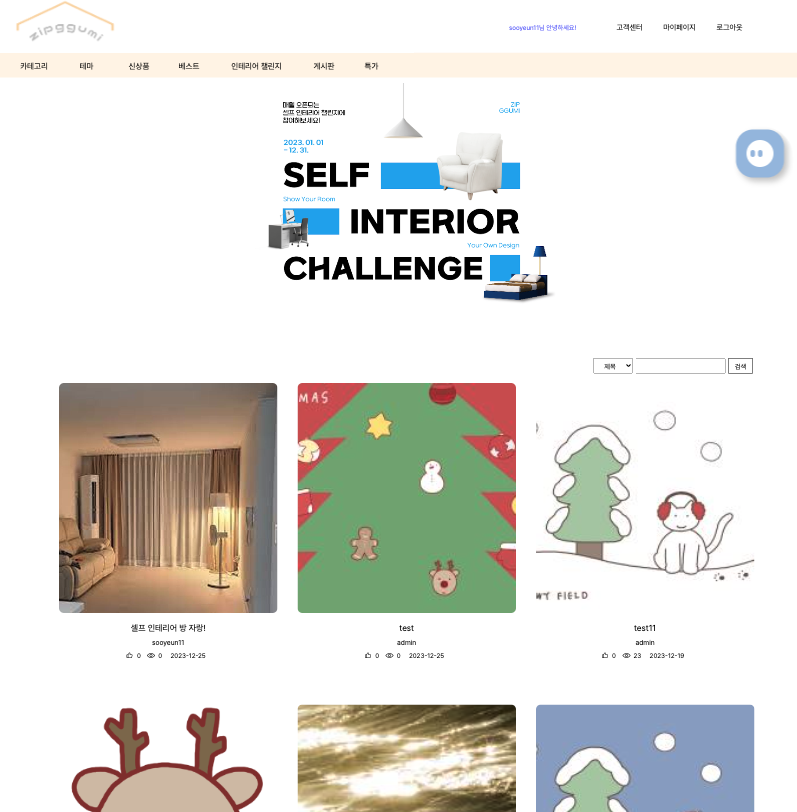 zipggumi
sooyeun11님 안녕하세요!
고객센터
마이페이지
로그아웃
카테고리
테마
신상품
베스트
인테리어 챌린지
게시판
특가
매월 오픈되는
셀프 인테리어 챌린지에
참여해보세요!
ZIP
GGUMI
2023. 01. 01
- 12. 31.
SELF
Show Your Room
INTERIOR
Your Own Design
CHALLENGE
제목
검색
MAS
WY FIELD
셀프 인테리어 방 자랑!
sooyeun11
0 0 2023-12-25
test
admin
0 0 2023-12-25
test11
admin
0 23 2023-12-19